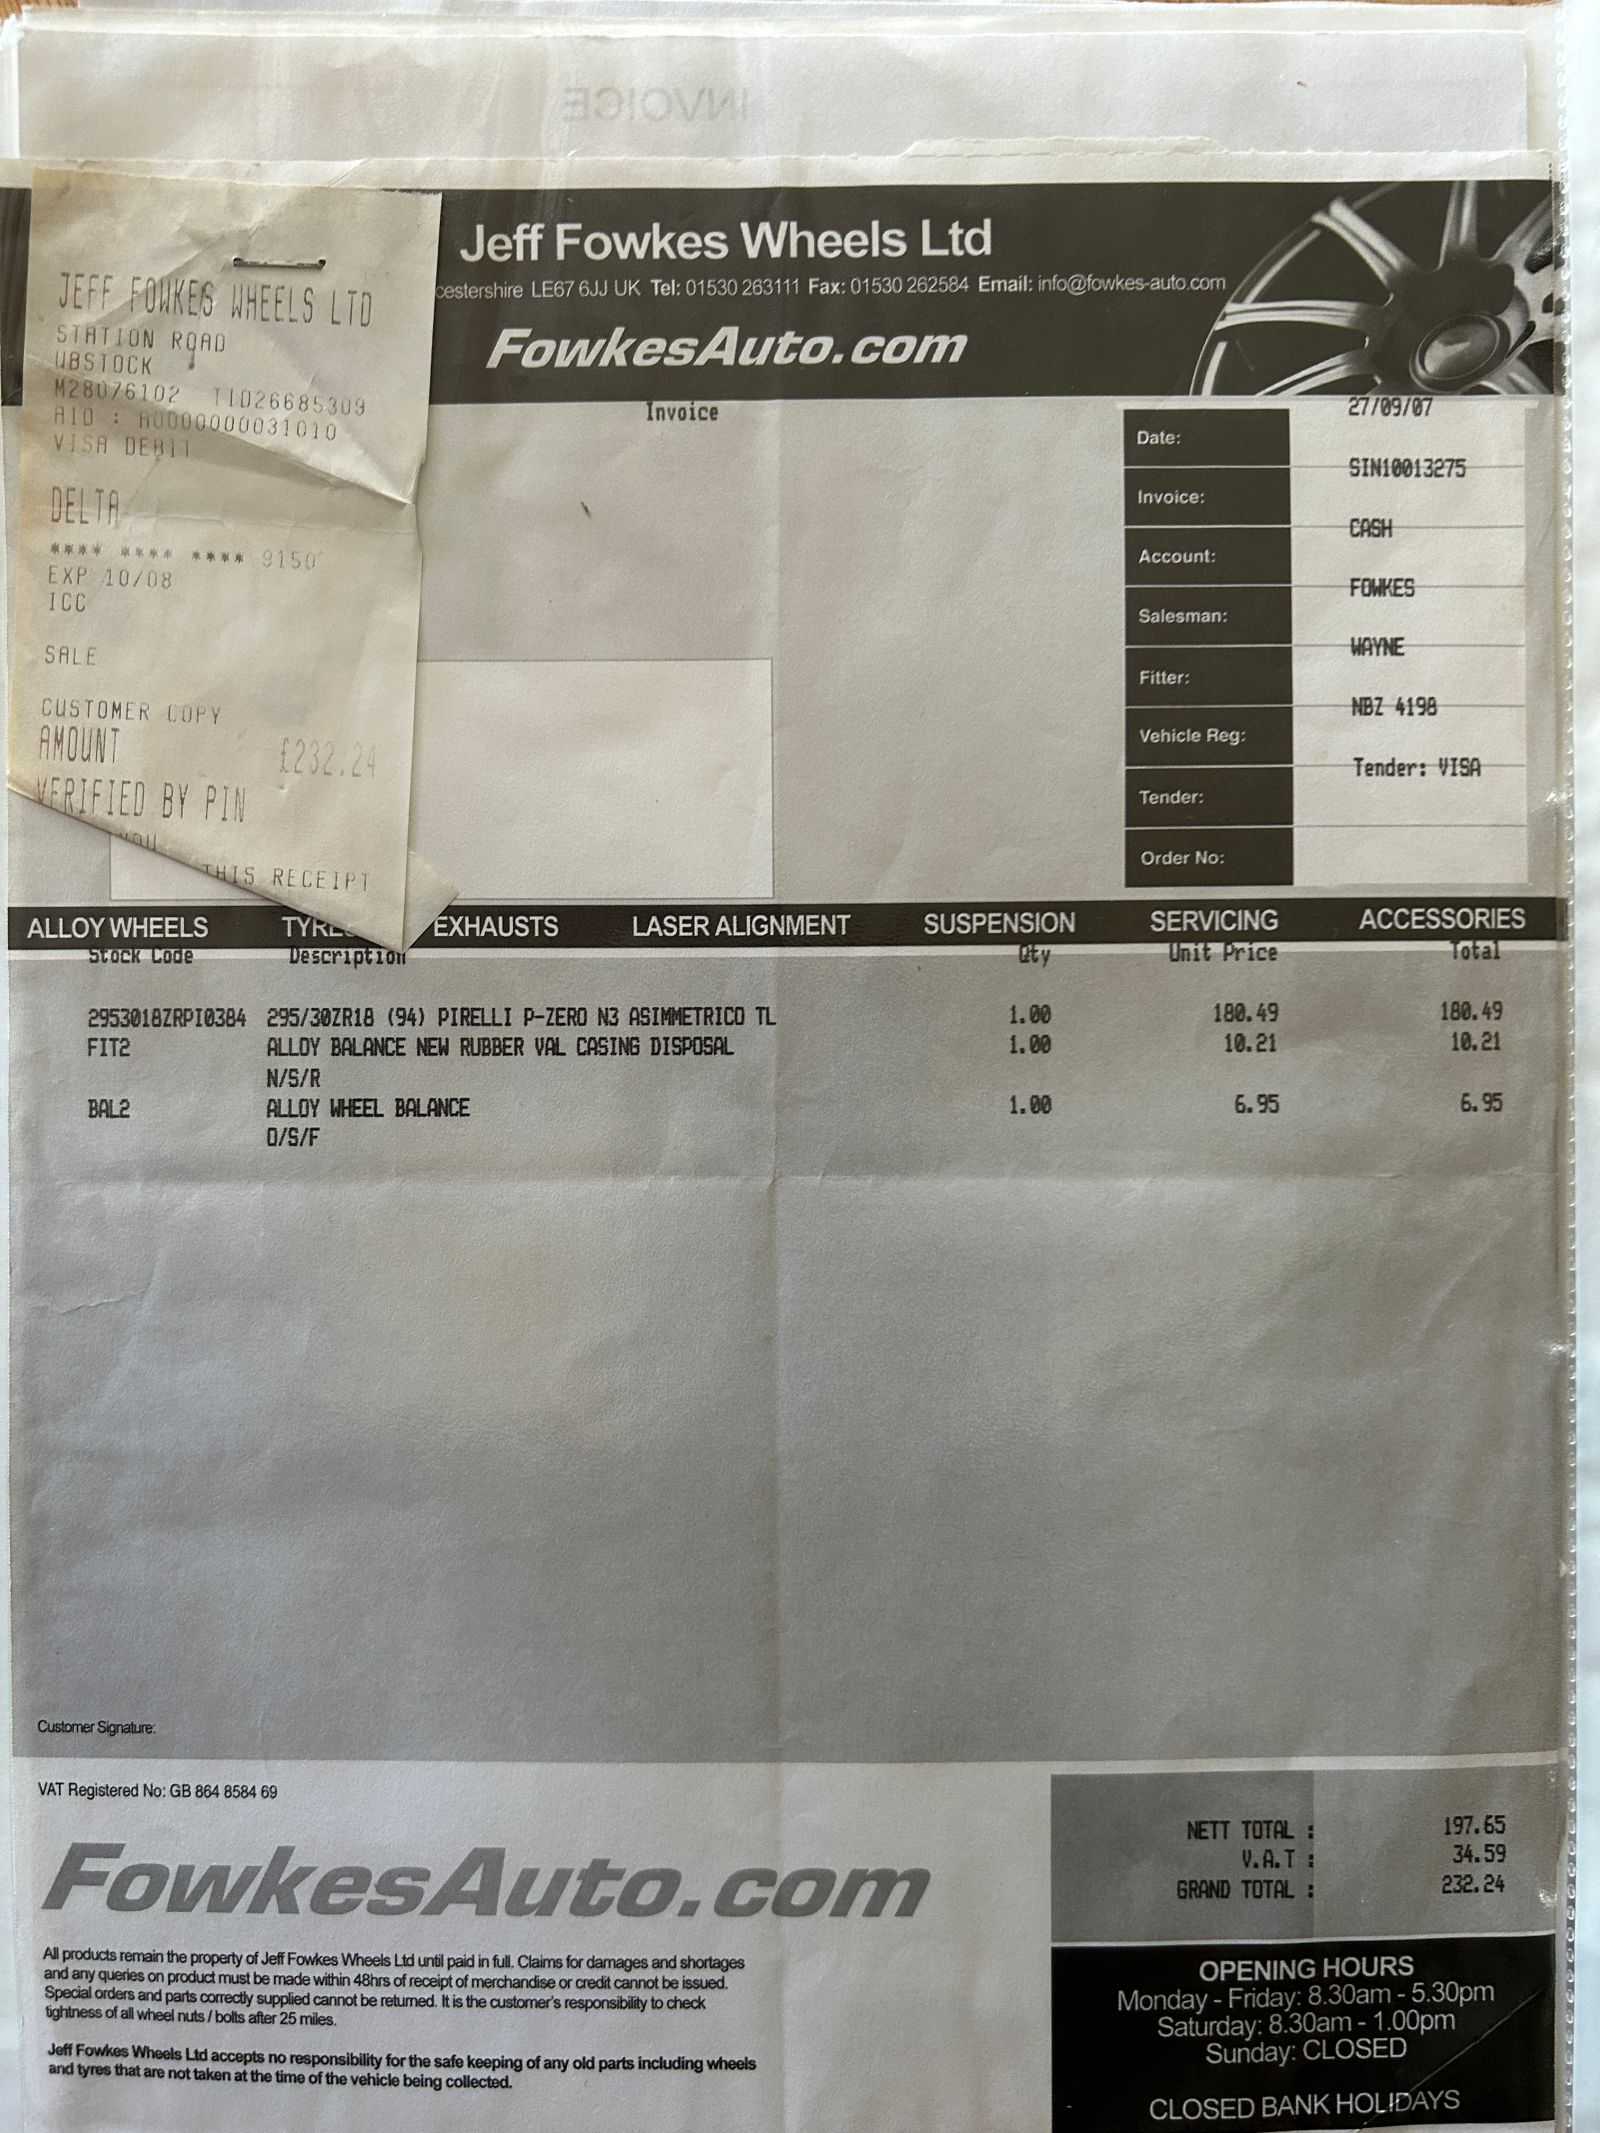 INVOICE
Jeff Fowkes Wheels Ltd
cestershire LE67 6JJ UK Tel: 01530 263111 Fax: 01530 262584 Email: info@fowkes-auto.com
FowkesAuto.com
JEFF FOWKES WHEELS LTD
STATION ROAD
UBSTOCK
M28076102 TID26685309
AID : A0000000031010
VISA DEBIT
DELTA
**** **** **** 9150
EXP 10/08
ICC
SALE
CUSTOMER COPY
AMOUNT £232.24
VERIFIED BY PIN
YOU
THIS RECEIPT
Invoice
Date: 27/09/07
Invoice: SIN10013275
Account: CASH
Salesman: FOWKES
Fitter: WAYNE
Vehicle Reg: NBZ 4198
Tender: Tender: VISA
Order No:
ALLOY WHEELS TYRES EXHAUSTS LASER ALIGNMENT SUSPENSION SERVICING ACCESSORIES
Stock Code Description Qty Unit Price Total
2953018ZRPI0384 295/30ZR18 (94) PIRELLI P-ZERO N3 ASIMMETRICO TL 1.00 180.49 180.49
FIT2 ALLOY BALANCE NEW RUBBER VAL CASING DISPOSAL 1.00 10.21 10.21
N/S/R
BAL2 ALLOY WHEEL BALANCE 1.00 6.95 6.95
O/S/F
Customer Signature:
VAT Registered No: GB 864 8584 69
NETT TOTAL : 197.65
V.A.T : 34.59
GRAND TOTAL : 232.24
FowkesAuto.com
All products remain the property of Jeff Fowkes Wheels Ltd until paid in full. Claims for damages and shortages
and any queries on product must be made within 48hrs of receipt of merchandise or credit cannot be issued.
Special orders and parts correctly supplied cannot be returned. It is the customer's responsibility to check
tightness of all wheel nuts / bolts after 25 miles.
Jeff Fowkes Wheels Ltd accepts no responsibility for the safe keeping of any old parts including wheels
and tyres that are not taken at the time of the vehicle being collected.
OPENING HOURS
Monday - Friday: 8.30am - 5.30pm
Saturday: 8.30am - 1.00pm
Sunday: CLOSED
CLOSED BANK HOLIDAYS